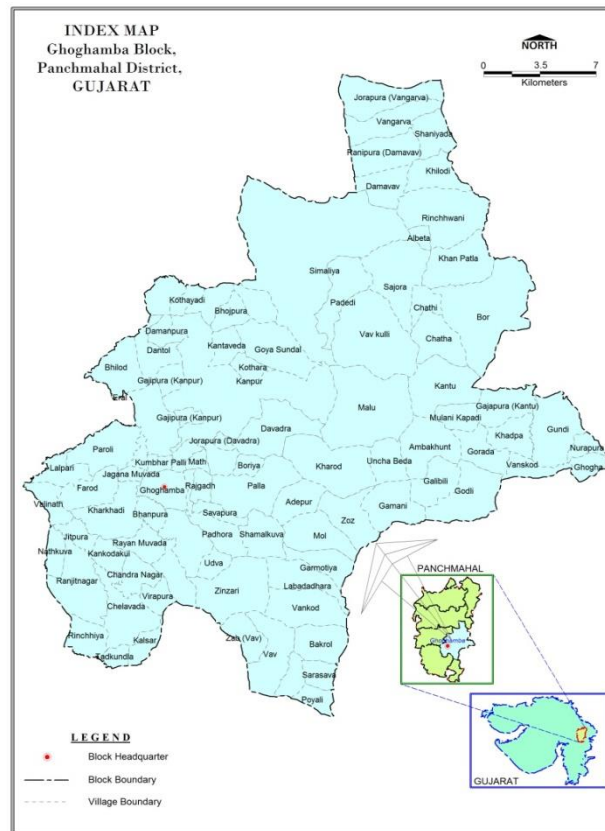 INDEX MAP
Ghoghamba Block,
Panchmahal District,
GUJARAT
NORTH
0 3.5 7
Kilometers
Jorapura (Vangarva)
Vangarva
Shaniyada
Ranipura (Damavav)
Khilodi
Damavav
Rinchhwani
Aibeta
Khan Patla
Simaliya
Sajora
Kothayadi
Padedi
Chathi
Bhojpura
Bor
Damanpura
Vav kulli
Chatha
Kantaveda
Goya Sundal
Dantol
Bhilod
Kothara
Gajipura (Kanpur)
Kanpur
Kantu
Malu
Gajapura (Kantu)
Gajipura (Kanpur)
Mulani Kapadi
Davadra
Gundi
Khadpa
Jorapura (Davadra)
Paroli
Ambakhunt
Nurapura
Gorada
Kumbhar Palli
Math
Boriya
Kharod
Uncha Beda
Vanskod
Lalpari
Ghogha
Jagana Muvada
Galibili
Farod
Ghoghamba
Rajgadh
Palla
Godli
Valinath
Adepur
Gamani
Kharkhadi
Bhanpura
Savapura
Zoz
Jitpura
Rayan Muvada
Padhora
Shamalkuva
Mol
Nathkuva
Kankodakui
Udva
Garmotiya
Chandra Nagar
Ranjitnagar
Zinzari
Labadadhara
Virapura
Chelavada
Vankod
Rinchhiya
Kalsar
Zab (Vav)
Bakrol
Tadkundla
Vav
Sarasava
Poyali
PANCHMAHAL
Ghoghamba
GUJARAT
LEGEND
Block Headquarter
Block Boundary
Village Boundary